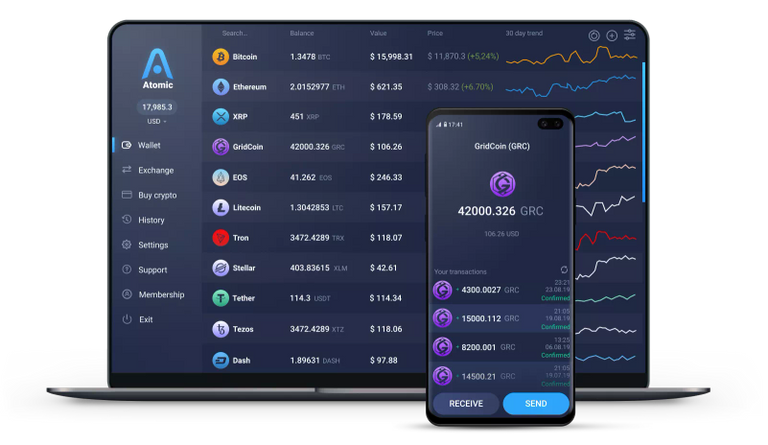 Search... Balance Value Price 30 day trend
Atomic
17,985.3
USD
Wallet
Exchange
Buy crypto
History
Settings
Support
Membership
Exit
Bitcoin 1.3478 BTC $ 15,998.31 $ 11,870.3 (+5,24%)
Ethereum 2.0152977 ETH $ 621.35 $ 308.32 (+6.70%)
XRP 451 XRP $ 178.59
GridCoin 42000.326 GRC $ 106.26
EOS 41.262 EOS $ 246.33
Litecoin 1.3042853 LTC $ 157.17
Tron 3472.4289 TRX $ 118.07
Stellar 403.83615 XLM $ 42.61
Tether 114.3 USDT $ 114.34
Tezos 3472.4289 XTZ $ 118.06
Dash 1.89631 DASH $ 97.88
17:41
GridCoin (GRC)
42000.326 GRC
106.26 USD
Your transactions
23:21
+ 4300.0027 GRC 23.08.19
Confirmed
21:05
+ 15000.112 GRC 19.08.19
Confirmed
13:25
+ 8200.001 GRC 06.08.19
Confirmed
21:05
+ 14500.21 GRC 19.07.19
Confirmed
RECEIVE SEND